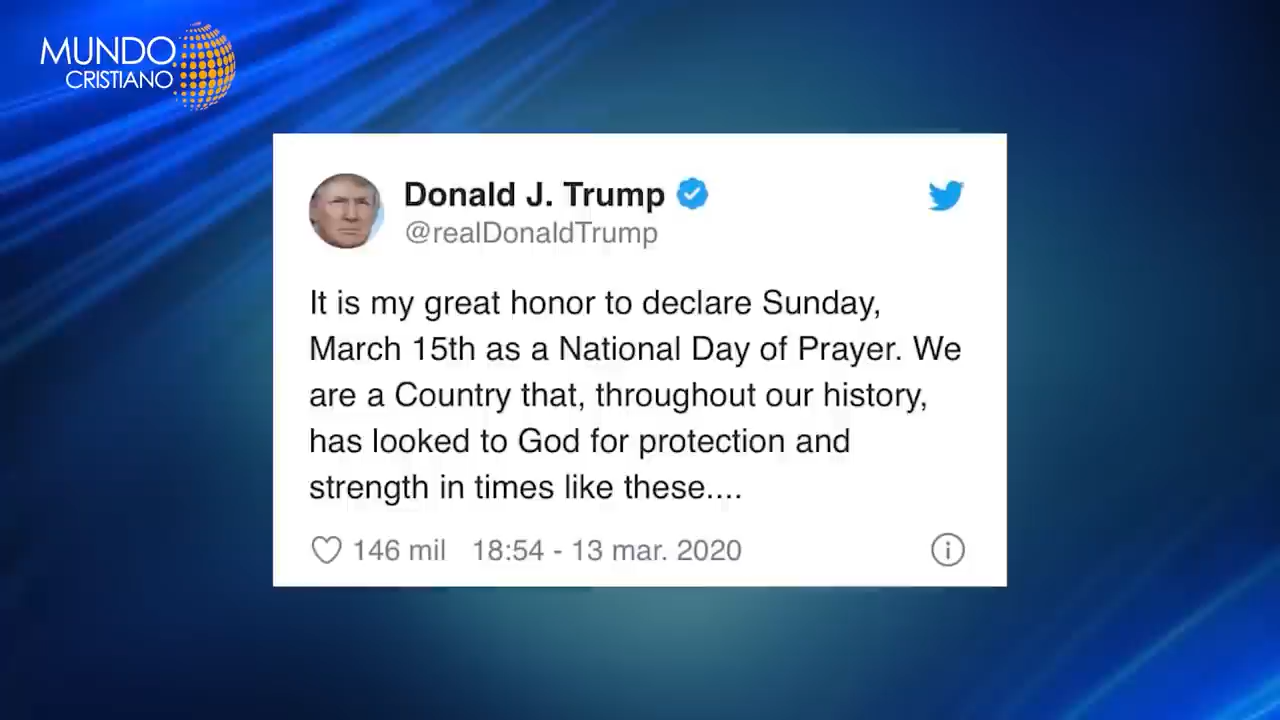 MUNDO
CRISTIANO
Donald J. Trump
@realDonaldTrump
It is my great honor to declare Sunday,
March 15th as a National Day of Prayer. We
are a Country that, throughout our history,
has looked to God for protection and
strength in times like these....
146 mil 18:54 - 13 mar. 2020